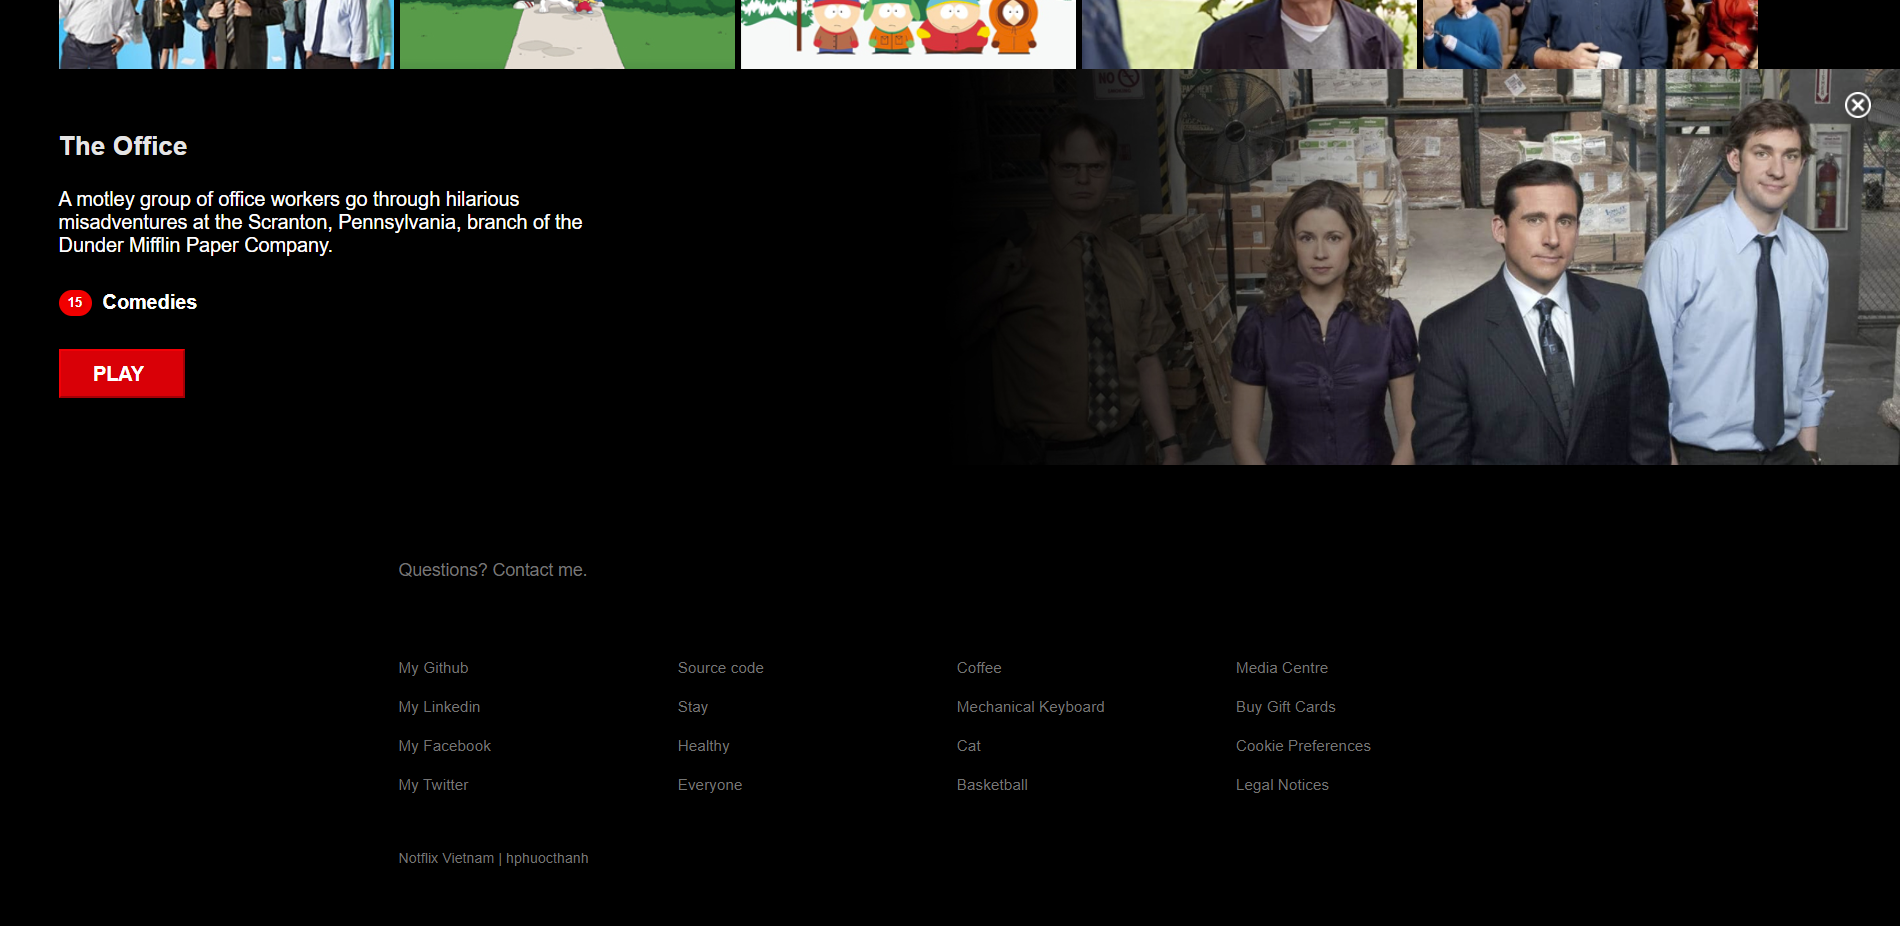 NO
The Office
A motley group of office workers go through hilarious
misadventures at the Scranton, Pennsylvania, branch of the
Dunder Mifflin Paper Company.
15 Comedies
PLAY
Questions? Contact me.
My Github
Source code
Coffee
Media Centre
My Linkedin
Stay
Mechanical Keyboard
Buy Gift Cards
My Facebook
Healthy
Cat
Cookie Preferences
My Twitter
Everyone
Basketball
Legal Notices
Notflix Vietnam | hphuocthanh